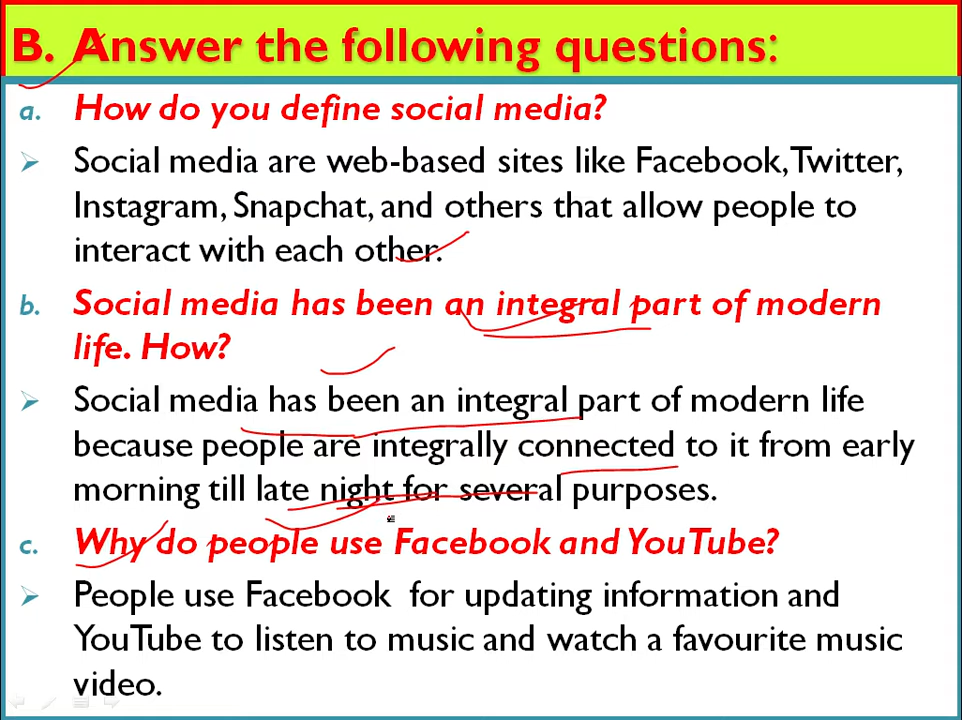 B. Answer the following questions:
a. How do you define social media?
Social media are web-based sites like Facebook, Twitter,
Instagram, Snapchat, and others that allow people to
interact with each other.
b. Social media has been an integral part of modern
life. How?
Social media has been an integral part of modern life
because people are integrally connected to it from early
morning till late night for several purposes.
c. Why do people use Facebook and YouTube?
People use Facebook for updating information and
YouTube to listen to music and watch a favourite music
video.